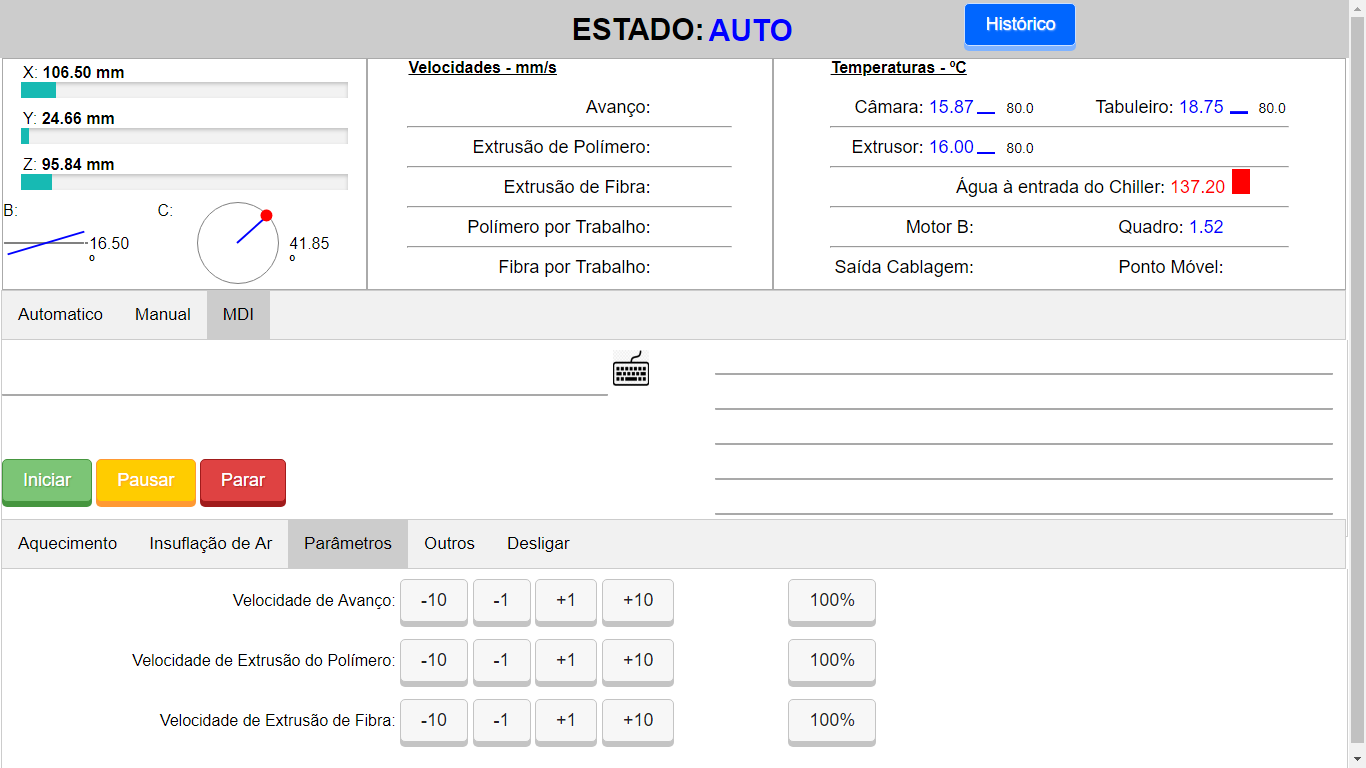 ESTADO: AUTO
Histórico
X: 106.50 mm
Y: 24.66 mm
Z: 95.84 mm
B:
16.50
º
C:
41.85
º
Velocidades - mm/s
Avanço:
Extrusão de Polímero:
Extrusão de Fibra:
Polímero por Trabalho:
Fibra por Trabalho:
Temperaturas - ºC
Câmara: 15.87 80.0 Tabuleiro: 18.75 80.0
Extrusor: 16.00 80.0
Água à entrada do Chiller: 137.20
Motor B: Quadro: 1.52
Saída Cablagem: Ponto Móvel:
Automatico Manual MDI
Iniciar Pausar Parar
Aquecimento Insuflação de Ar Parâmetros Outros Desligar
Velocidade de Avanço: -10 -1 +1 +10 100%
Velocidade de Extrusão do Polímero: -10 -1 +1 +10 100%
Velocidade de Extrusão de Fibra: -10 -1 +1 +10 100%